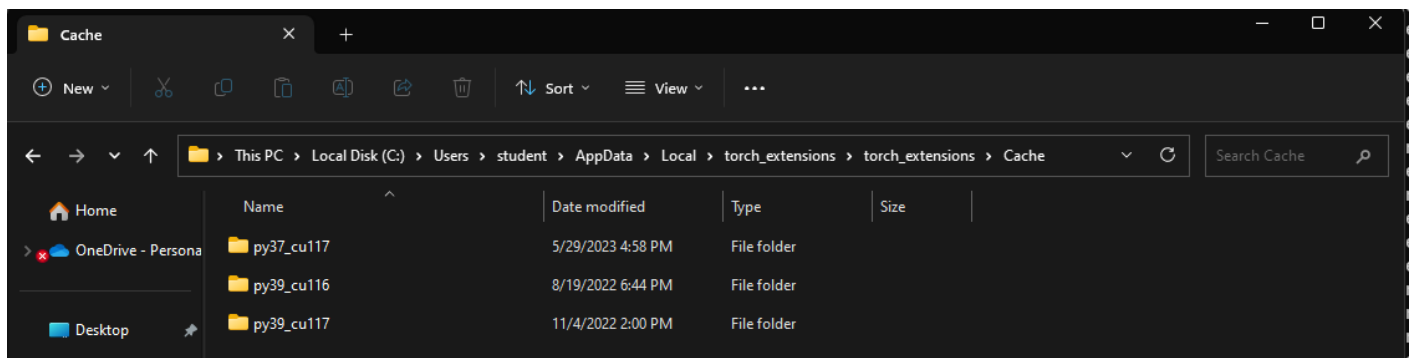 Cache
New Sort View
This PC > Local Disk (C:) > Users > student > AppData > Local > torch_extensions > torch_extensions > Cache
Search Cache
Home
OneDrive - Persona
Desktop
Name Date modified Type Size
py37_cu117 5/29/2023 4:58 PM File folder
py39_cu116 8/19/2022 6:44 PM File folder
py39_cu117 11/4/2022 2:00 PM File folder